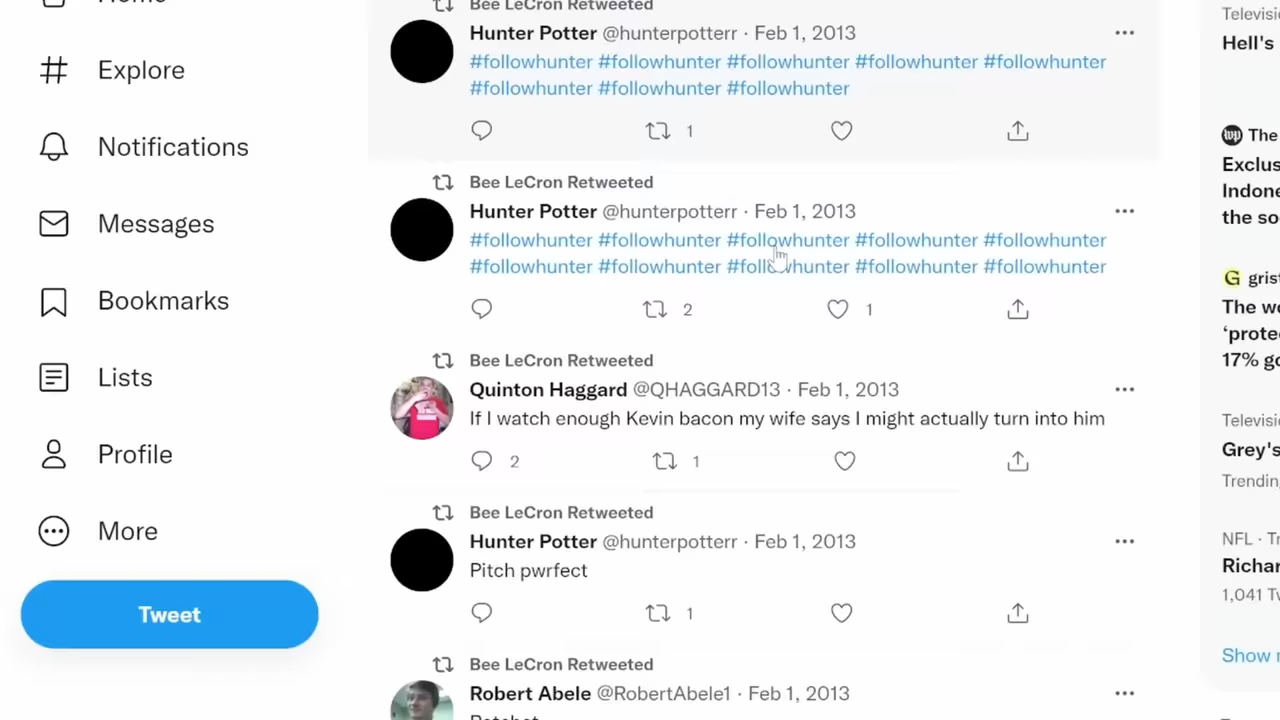 Home
Explore
Notifications
Messages
Bookmarks
Lists
Profile
More
Tweet
Bee LeCron Retweeted
Hunter Potter @hunterpotterr · Feb 1, 2013
#followhunter #followhunter #followhunter #followhunter #followhunter
#followhunter #followhunter #followhunter
1
Bee LeCron Retweeted
Hunter Potter @hunterpotterr · Feb 1, 2013
#followhunter #followhunter #followhunter #followhunter #followhunter
#followhunter #followhunter #followhunter #followhunter #followhunter
2 1
Bee LeCron Retweeted
Quinton Haggard @QHAGGARD13 · Feb 1, 2013
If I watch enough Kevin bacon my wife says I might actually turn into him
2 1
Bee LeCron Retweeted
Hunter Potter @hunterpotterr · Feb 1, 2013
Pitch pwrfect
1
Bee LeCron Retweeted
Robert Abele @RobertAbele1 · Feb 1, 2013
Hell's
The
Exclus
Indone
the so
G grist
The wo
'prote
17% go
Televisio
Grey's
Trending
NFL · Tr
Richar
1,041 Tw
Show